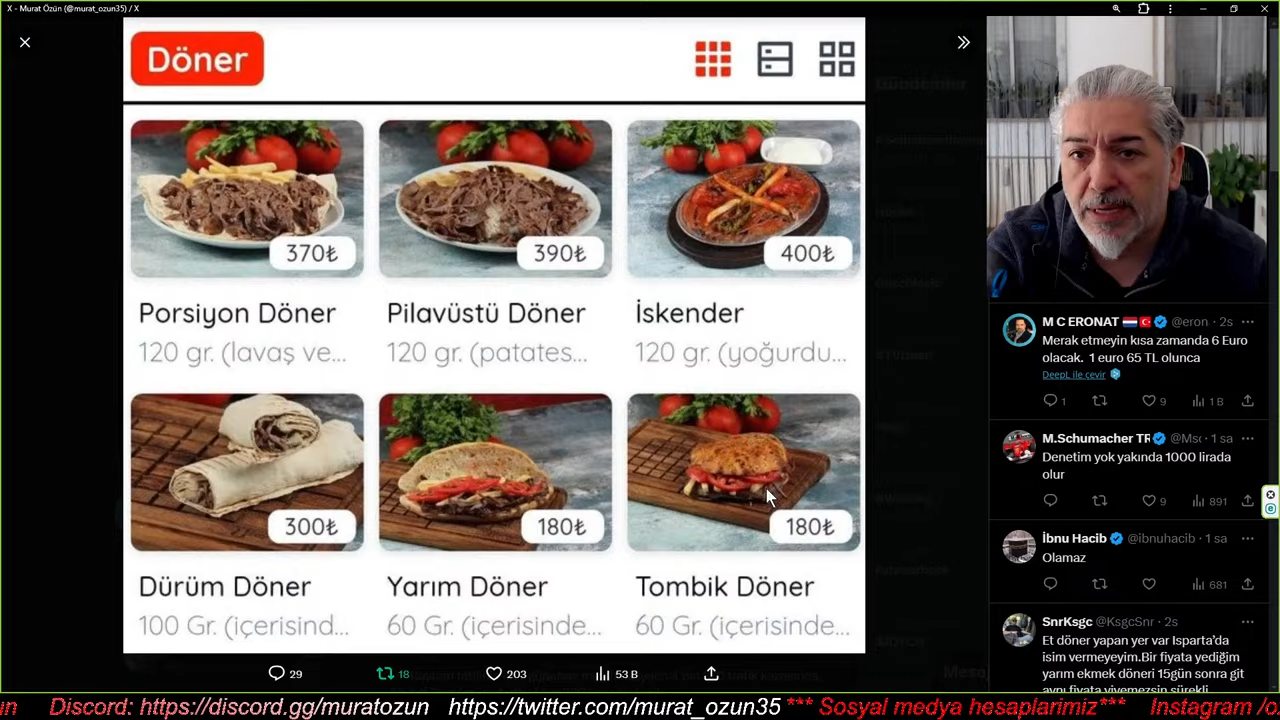 X - Murat Özün (@murat_ozun35) / X
Döner
370₺
390₺
400₺
Porsiyon Döner
Pilavüstü Döner
İskender
120 gr. (lavaş ve...
120 gr. (patates...
120 gr. (yoğurdu...
300₺
180₺
180₺
Dürüm Döner
Yarım Döner
Tombik Döner
100 Gr. (içerisind...
60 Gr. (içerisinde...
60 Gr. (içerisinde...
29
18
203
53 B
M C ERONAT @eron · 2s
Merak etmeyin kısa zamanda 6 Euro
olacak. 1 euro 65 TL olunca
DeepL ile çevir
1
9
1 B
M.Schumacher TR @Msc · 1 sa
Denetim yok yakında 1000 lirada
olur
9
891
İbnu Hacib @ibnuhacib · 1 sa
Olamaz
681
SnrKsgc @KsgcSnr · 2s
Et döner yapan yer var Isparta'da
isim vermeyeyim.Bir fiyata yediğim
yarım ekmek döneri 15gün sonra git
aynı fiyata yiyemezsin sürekli
un Discord: https://discord.gg/muratozun https://twitter.com/murat_ozun35 *** Sosyal medya hesaplarimiz*** Instagram /o